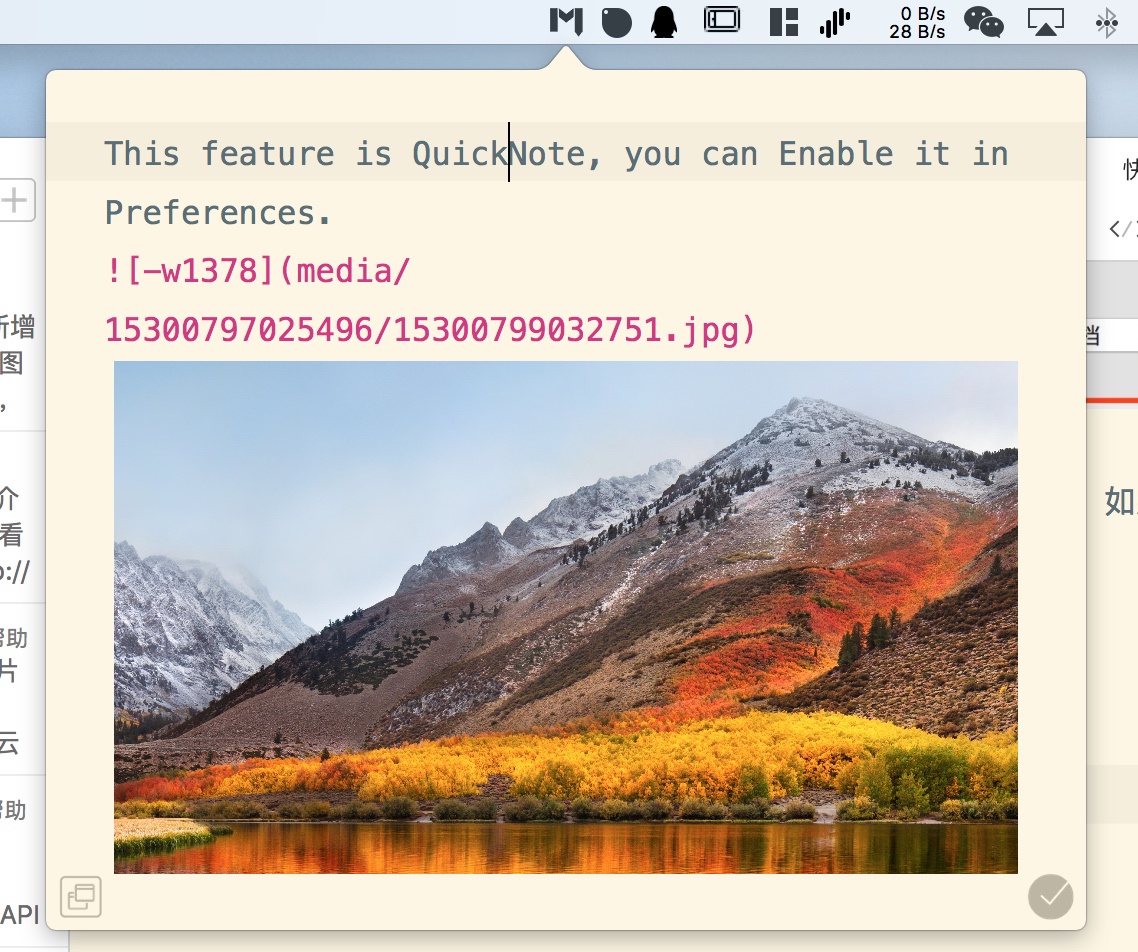 0 B/s
28 B/s
This feature is QuickNote, you can Enable it in
Preferences.
![-w1378](media/
15300797025496/15300799032751.jpg)
快
</
新增
图
，
介
看
://
帮助
片
云
帮助
API
档
如